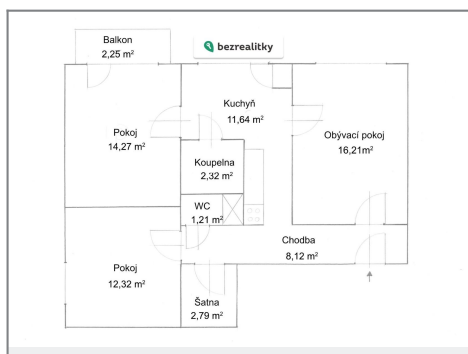 Balkon
2,25 m²
bezrealitky
Kuchyň
11,64 m²
Pokoj
14,27 m²
Obývací pokoj
16,21m²
Koupelna
2,32 m²
WC
1,21 m²
Chodba
8,12 m²
Pokoj
12,32 m²
Šatna
2,79 m²